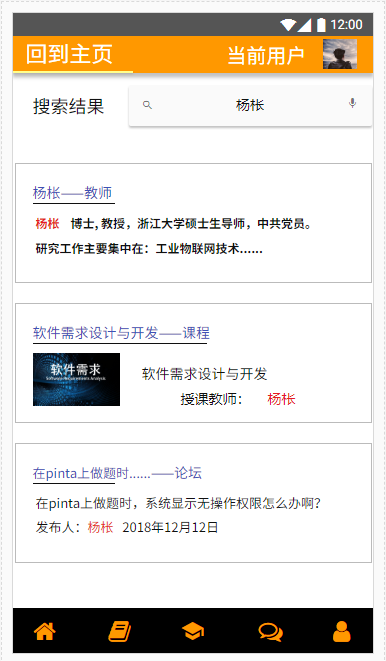 12:00
回到主页 当前用户
搜索结果 杨枨
杨枨——教师
杨枨 博士, 教授，浙江大学硕士生导师，中共党员。
研究工作主要集中在：工业物联网技术......
软件需求设计与开发——课程
软件需求
Software Requirements Analysis
软件需求设计与开发
授课教师： 杨枨
在pinta上做题时......——论坛
在pinta上做题时，系统显示无操作权限怎么办啊？
发布人：杨枨 2018年12月12日